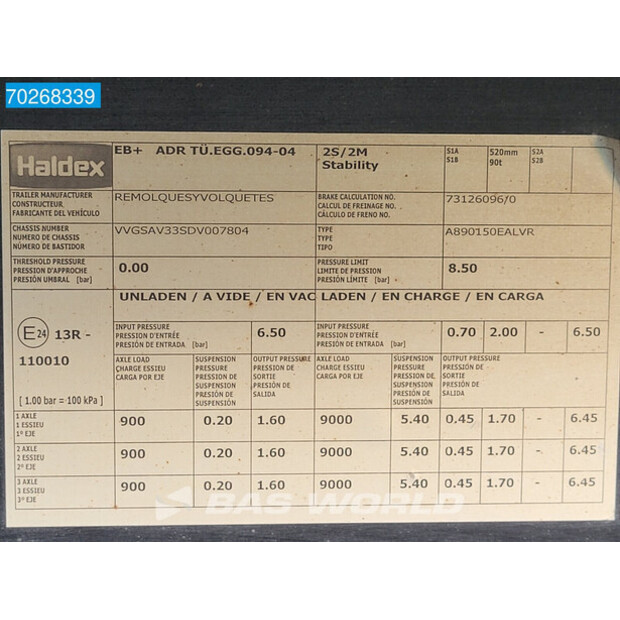 70268339
Haldex
EB+ ADR TÜ.EGG.094-04
2S/2M
Stability
S1A
S1B
520mm
90t
S2A
S2B
TRAILER MANUFACTURER
CONSTRUCTEUR
FABRICANTE DEL VEHÍCULO
REMOLQUESYVOLQUETES
BRAKE CALCULATION NO.
CALCUL DE FREINAGE NO.
CÁLCULO DE FRENO NO.
73126096/0
CHASSIS NUMBER
NUMERO DE CHASSIS
NÚMERO DE BASTIDOR
VVGSAV33SDV007804
TYPE
TYPE
TIPO
A890150EALVR
THRESHOLD PRESSURE
PRESSION D'APPROCHE
PRESIÓN UMBRAL [bar]
0.00
PRESSURE LIMIT
LIMITE DE PRESSION
PRESIÓN LÍMITE [bar]
8.50
UNLADEN / A VIDE / EN VAC LADEN / EN CHARGE / EN CARGA
E24 13R -
110010
[ 1.00 bar = 100 kPa ]
INPUT PRESSURE
PRESSION D'ENTRÉE
PRESIÓN DE ENTRADA [bar]
6.50
INPUT PRESSURE
PRESSION D'ENTRÉE
PRESIÓN DE ENTRADA [bar]
0.70 2.00 - 6.50
AXLE LOAD
CHARGE ESSIEU
CARGA POR EJE
SUSPENSION
PRESSURE
PRESSION DE
SUSPENSION
PRESIÓN DE
SUSPENSIÓN
OUTPUT PRESSURE
PRESSION DE
SORTIE
PRESIÓN DE
SALIDA
AXLE LOAD
CHARGE ESSIEU
CARGA POR EJE
SUSPENSION
PRESSURE
PRESSION DE
SUSPENSION
PRESIÓN DE
SUSPENSIÓN
OUTPUT PRESSURE
PRESSION DE
SORTIE
PRESIÓN DE
SALIDA
1 AXLE
1 ESSIEU
1º EJE
900 0.20 1.60 9000 5.40 0.45 1.70 - 6.45
2 AXLE
2 ESSIEU
2º EJE
900 0.20 1.60 9000 5.40 0.45 1.70 - 6.45
3 AXLE
3 ESSIEU
3º EJE
900 0.20 1.60 9000 5.40 0.45 1.70 - 6.45
BAS WORLD